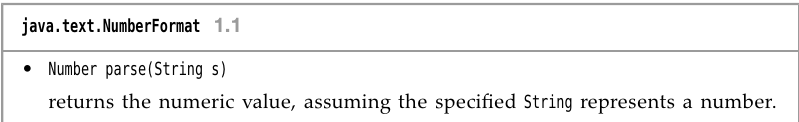 java.text.NumberFormat 1.1
• Number parse(String s)
returns the numeric value, assuming the specified String represents a number.